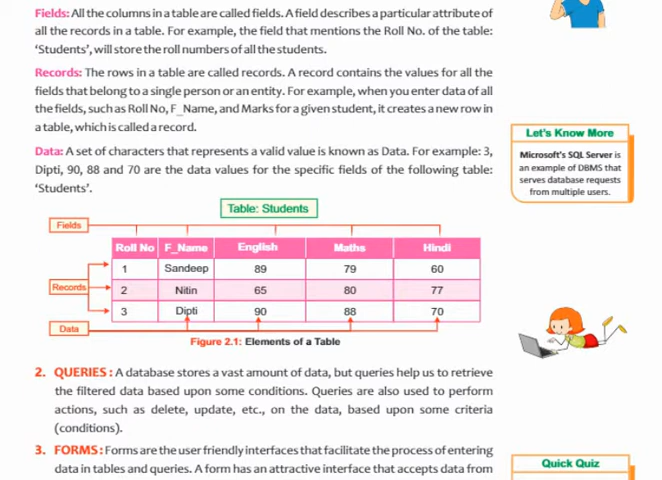 Fields: All the columns in a table are called fields. A field describes a particular attribute of
all the records in a table. For example, the field that mentions the Roll No. of the table:
‘Students’, will store the roll numbers of all the students.
Records: The rows in a table are called records. A record contains the values for all the
fields that belong to a single person or an entity. For example, when you enter data of all
the fields, such as Roll No, F_Name, and Marks for a given student, it creates a new row in
a table, which is called a record.
Data: A set of characters that represents a valid value is known as Data. For example: 3,
Dipti, 90, 88 and 70 are the data values for the specific fields of the following table:
‘Students’.
Let's Know More
Microsoft's SQL Server is
an example of DBMS that
serves database requests
from multiple users.
Table: Students
Fields
Roll No F_Name English Maths Hindi
1 Sandeep 89 79 60
Records
2 Nitin 65 80 77
3 Dipti 90 88 70
Data
Figure 2.1: Elements of a Table
2. QUERIES : A database stores a vast amount of data, but queries help us to retrieve
the filtered data based upon some conditions. Queries are also used to perform
actions, such as delete, update, etc., on the data, based upon some criteria
(conditions).
3. FORMS : Forms are the user friendly interfaces that facilitate the process of entering
data in tables and queries. A form has an attractive interface that accepts data from
Quick Quiz